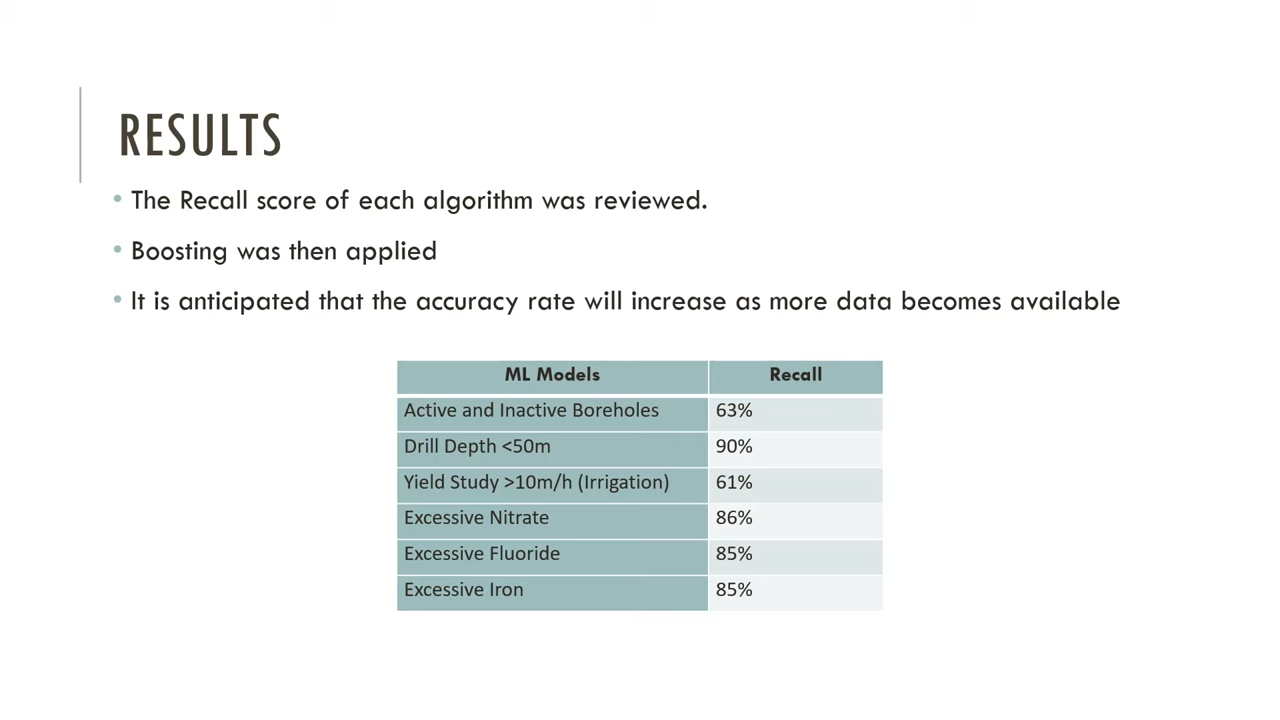 RESULTS
• The Recall score of each algorithm was reviewed.
• Boosting was then applied
• It is anticipated that the accuracy rate will increase as more data becomes available
ML Models Recall
Active and Inactive Boreholes 63%
Drill Depth <50m 90%
Yield Study >10m/h (Irrigation) 61%
Excessive Nitrate 86%
Excessive Fluoride 85%
Excessive Iron 85%